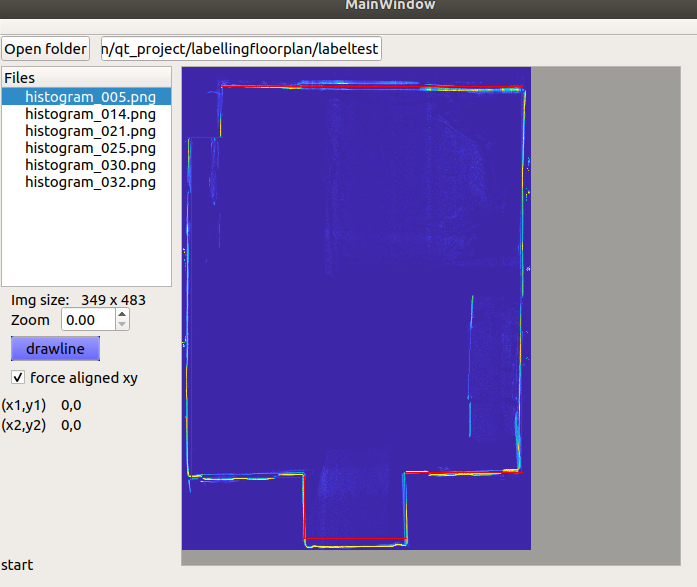 MainWindow
Open folder n/qt_project/labellingfloorplan/labeltest
Files
histogram_005.png
histogram_014.png
histogram_021.png
histogram_025.png
histogram_030.png
histogram_032.png
Img size: 349 x 483
Zoom 0.00
drawline
force aligned xy
(x1,y1) 0,0
(x2,y2) 0,0
start